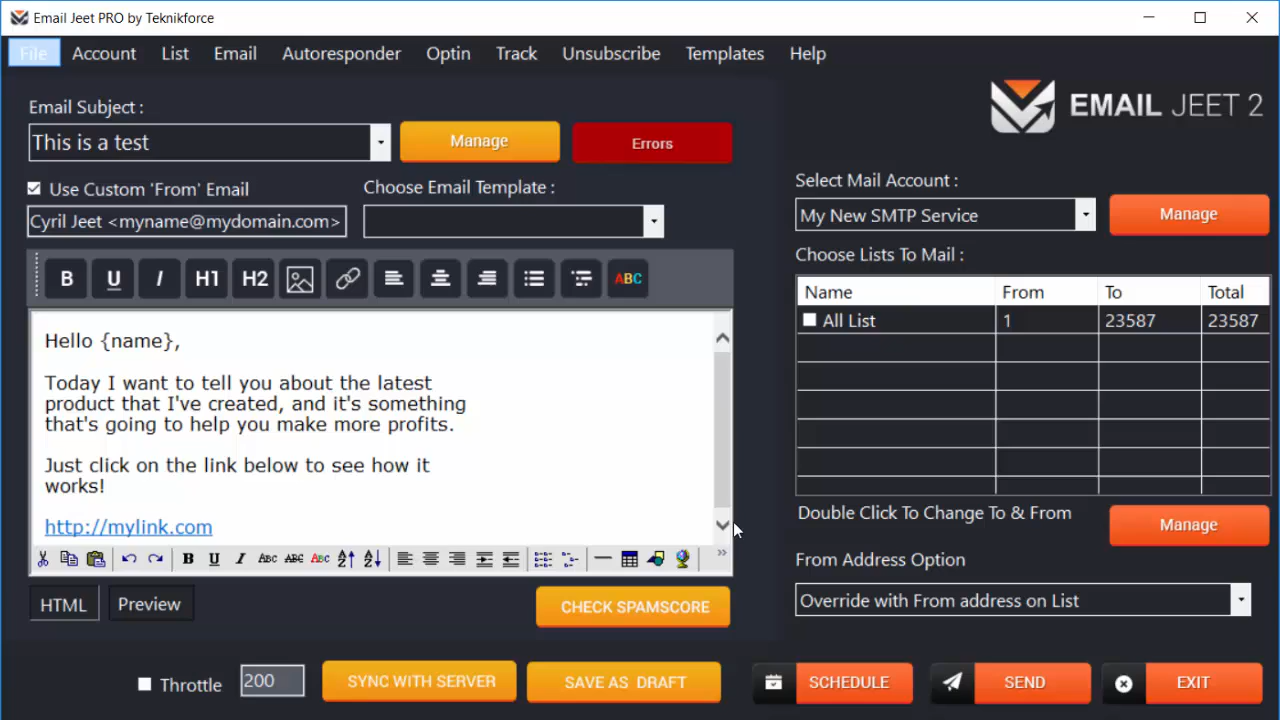 Email Jeet PRO by Teknikforce
File Account List Email Autoresponder Optin Track Unsubscribe Templates Help
EMAIL JEET 2
Email Subject :
This is a test
Manage
Errors
Use Custom 'From' Email
Choose Email Template :
Cyril Jeet <myname@mydomain.com>
B U I H1 H2 ABC
Hello {name},
Today I want to tell you about the latest
product that I've created, and it's something
that's going to help you make more profits.
Just click on the link below to see how it
works!
http://mylink.com
B U I ABC ABC ABC
HTML Preview
CHECK SPAMSCORE
Select Mail Account :
My New SMTP Service
Manage
Choose Lists To Mail :
Name From To Total
All List 1 23587 23587
Double Click To Change To & From
Manage
From Address Option
Override with From address on List
Throttle 200
SYNC WITH SERVER
SAVE AS DRAFT
SCHEDULE
SEND
EXIT